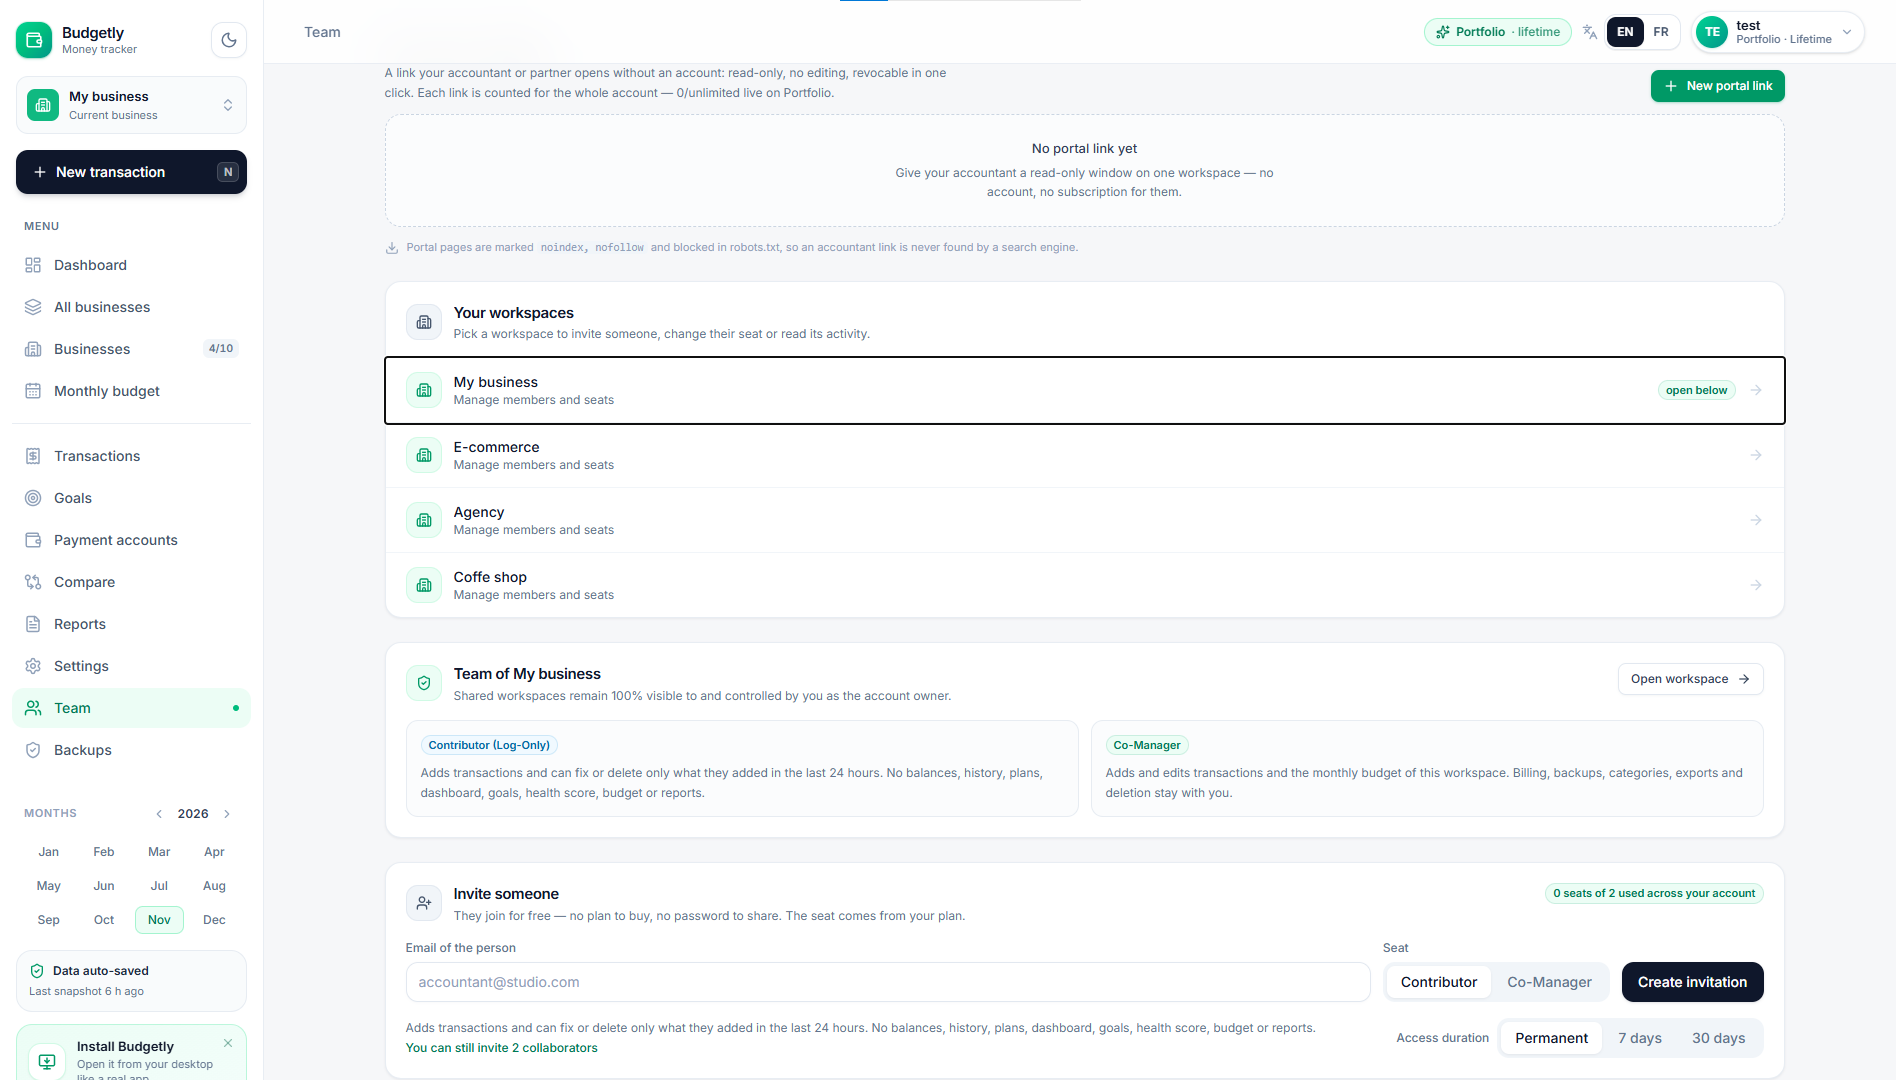 Budgetly
Money tracker
My business
Current business
New transaction
N
MENU
Dashboard
All businesses
Businesses
4/10
Monthly budget
Transactions
Goals
Payment accounts
Compare
Reports
Settings
Team
Backups
MONTHS
2026
Jan Feb Mar Apr
May Jun Jul Aug
Sep Oct Nov Dec
Data auto-saved
Last snapshot 6 h ago
Install Budgetly
Open it from your desktop
like a real app
Team
Portfolio · lifetime
EN
FR
TE
test
Portfolio · Lifetime
A link your accountant or partner opens without an account: read-only, no editing, revocable in one
click. Each link is counted for the whole account — 0/unlimited live on Portfolio.
New portal link
No portal link yet
Give your accountant a read-only window on one workspace — no
account, no subscription for them.
Portal pages are marked noindex, nofollow and blocked in robots.txt, so an accountant link is never found by a search engine.
Your workspaces
Pick a workspace to invite someone, change their seat or read its activity.
My business
Manage members and seats
open below
E-commerce
Manage members and seats
Agency
Manage members and seats
Coffe shop
Manage members and seats
Team of My business
Shared workspaces remain 100% visible to and controlled by you as the account owner.
Open workspace
Contributor (Log-Only)
Adds transactions and can fix or delete only what they added in the last 24 hours. No balances, history, plans,
dashboard, goals, health score, budget or reports.
Co-Manager
Adds and edits transactions and the monthly budget of this workspace. Billing, backups, categories, exports and
deletion stay with you.
Invite someone
They join for free — no plan to buy, no password to share. The seat comes from your plan.
0 seats of 2 used across your account
Email of the person
accountant@studio.com
Seat
Contributor
Co-Manager
Create invitation
Adds transactions and can fix or delete only what they added in the last 24 hours. No balances, history, plans, dashboard, goals, health score, budget or reports.
You can still invite 2 collaborators
Access duration
Permanent
7 days
30 days